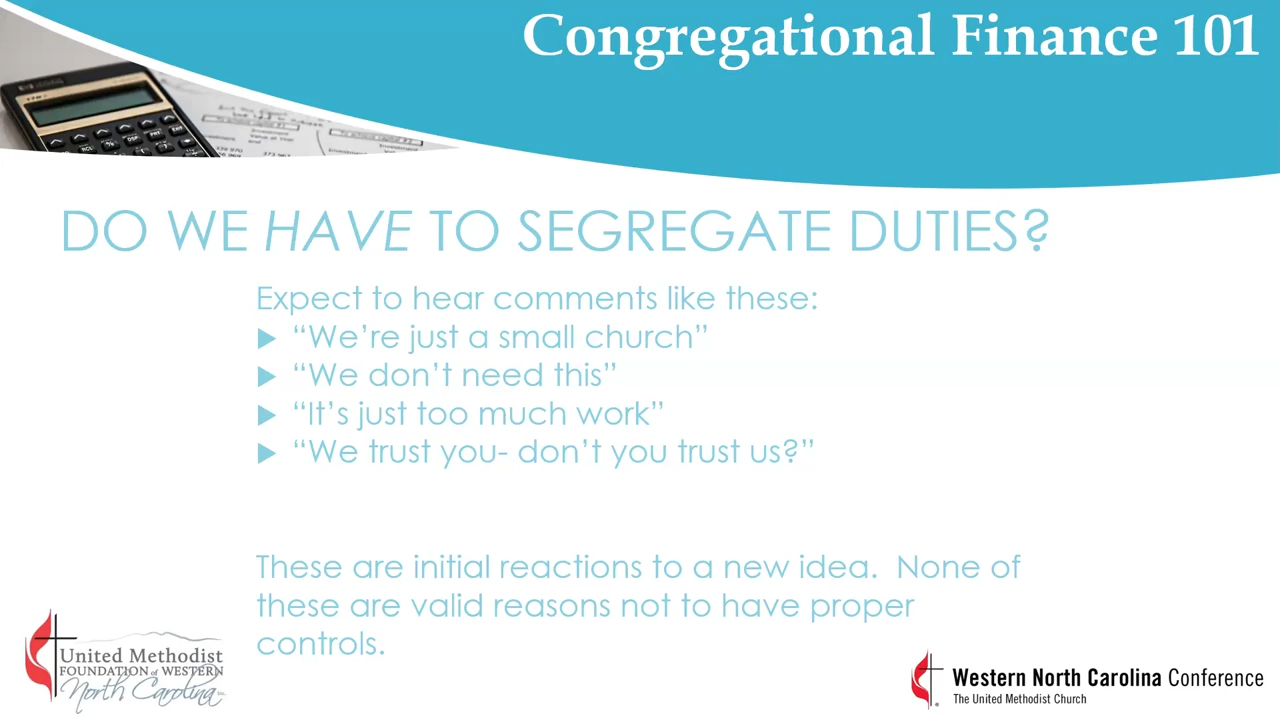 Congregational Finance 101
DO WE HAVE TO SEGREGATE DUTIES?
Expect to hear comments like these:
“We’re just a small church”
“We don’t need this”
“It’s just too much work”
“We trust you- don’t you trust us?”
These are initial reactions to a new idea.  None of
these are valid reasons not to have proper
controls.
United Methodist
FOUNDATION of WESTERN
North Carolina
Western North Carolina Conference
The United Methodist Church